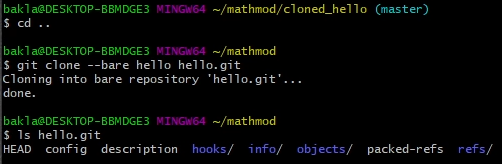 bakla@DESKTOP-BBMDGE3 MINGW64 ~/mathmod/cloned_hello (master)
$ cd ..
bakla@DESKTOP-BBMDGE3 MINGW64 ~/mathmod
$ git clone --bare hello hello.git
Cloning into bare repository 'hello.git'...
done.
bakla@DESKTOP-BBMDGE3 MINGW64 ~/mathmod
$ ls hello.git
HEAD config description hooks/ info/ objects/ packed-refs refs/